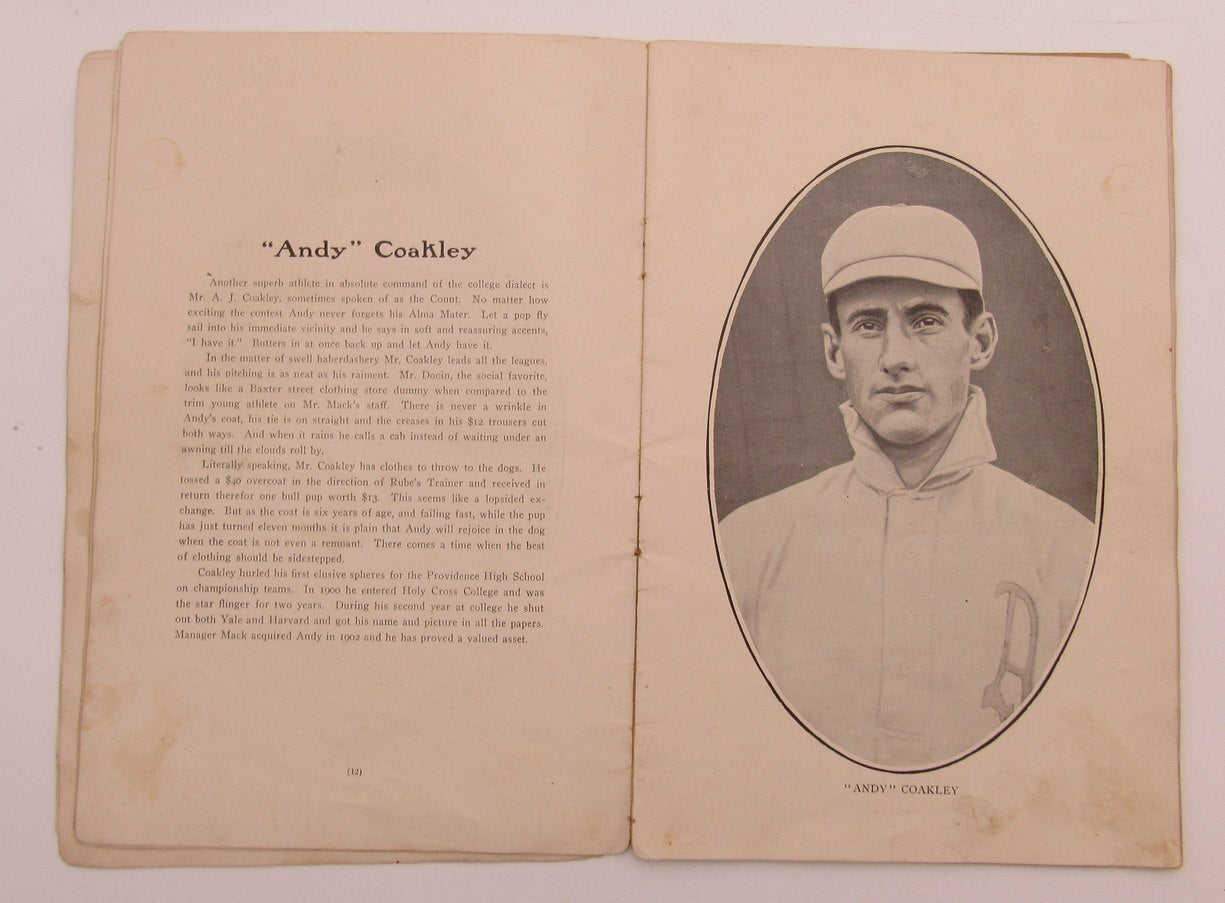 "Andy" Coakley
Another superb athlete in absolute command of the college dialect is
Mr. A. J. Coakley, sometimes spoken of as the Count. No matter how
exciting the contest Andy never forgets his Alma Mater. Let a pop fly
sail into his immediate vicinity and he says in soft and reassuring accents,
"I have it." Butters in at once back up and let Andy have it.
In the matter of swell haberdashery Mr. Coakley leads all the leagues,
and his pitching is as neat as his raiment. Mr. Dooin, the social favorite,
looks like a Baxter street clothing store dummy when compared to the
trim young athlete on Mr. Mack's staff. There is never a wrinkle in
Andy's coat, his tie is on straight and the creases in his $12 trousers cut
both ways. And when it rains he calls a cab instead of waiting under an
awning till the clouds roll by.
Literally speaking, Mr. Coakley has clothes to throw to the dogs. He
tossed a $40 overcoat in the direction of Rube's Trainer and received in
return therefor one bull pup worth $13. This seems like a lopsided ex-
change. But as the coat is six years of age, and failing fast, while the pup
has just turned eleven months it is plain that Andy will rejoice in the dog
when the coat is not even a remnant. There comes a time when the best
of clothing should be sidestepped.
Coakley hurled his first elusive spheres for the Providence High School
on championship teams. In 1900 he entered Holy Cross College and was
the star flinger for two years. During his second year at college he shut
out both Yale and Harvard and got his name and picture in all the papers.
Manager Mack acquired Andy in 1902 and he has proved a valued asset.
(12)
A
"ANDY" COAKLEY